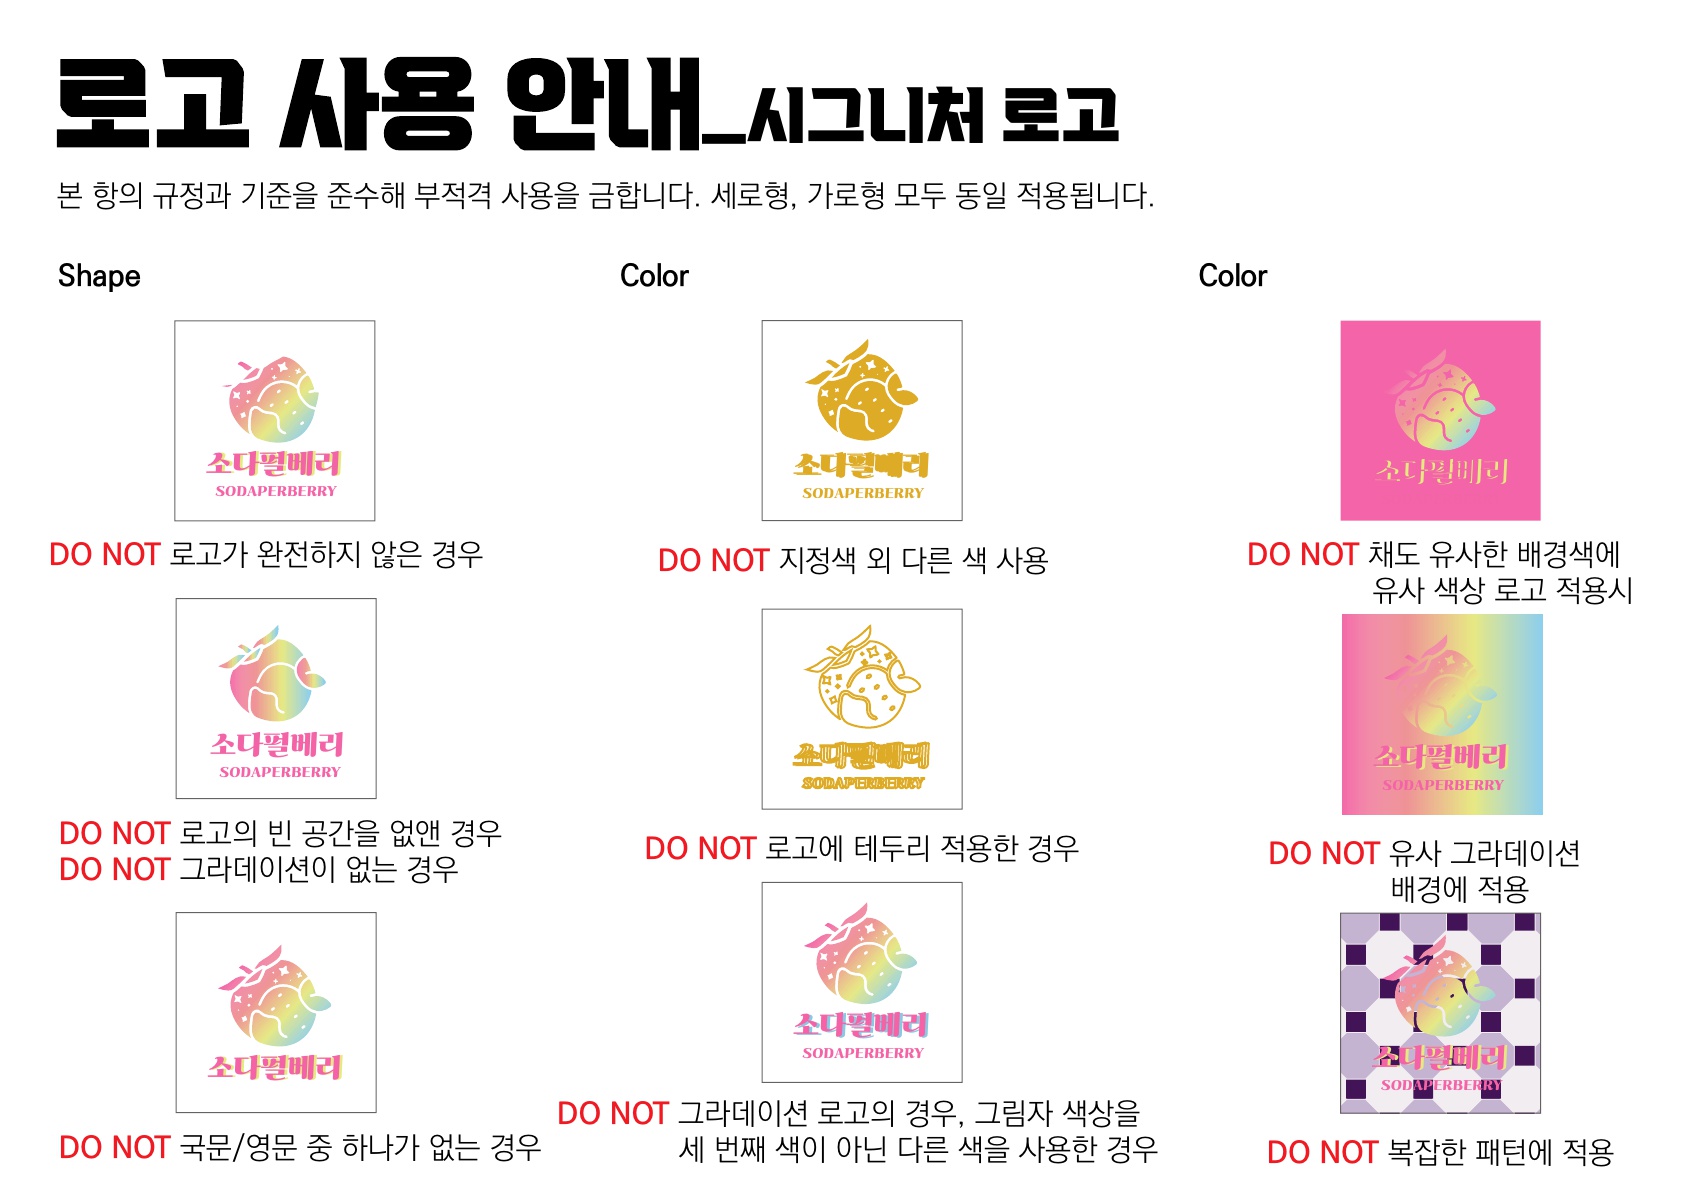 로고 사용 안내_시그니처 로고
본 항의 규정과 기준을 준수해 부적격 사용을 금합니다. 세로형, 가로형 모두 동일 적용됩니다.
Shape
소다펄베리
SODAPERBERRY
DO NOT 로고가 완전하지 않은 경우
소다펄베리
SODAPERBERRY
DO NOT 로고의 빈 공간을 없앤 경우
DO NOT 그라데이션이 없는 경우
소다펄베리
DO NOT 국문/영문 중 하나가 없는 경우
Color
소다펄베리
SODAPERBERRY
DO NOT 지정색 외 다른 색 사용
소다펄베리
SODAPERBERRY
DO NOT 로고에 테두리 적용한 경우
소다펄베리
SODAPERBERRY
DO NOT 그라데이션 로고의 경우, 그림자 색상을
세 번째 색이 아닌 다른 색을 사용한 경우
Color
소다펄베리
DO NOT 채도 유사한 배경색에
유사 색상 로고 적용시
소다펄베리
SODAPERBERRY
DO NOT 유사 그라데이션
배경에 적용
소다펄베리
SODAPERBERRY
DO NOT 복잡한 패턴에 적용